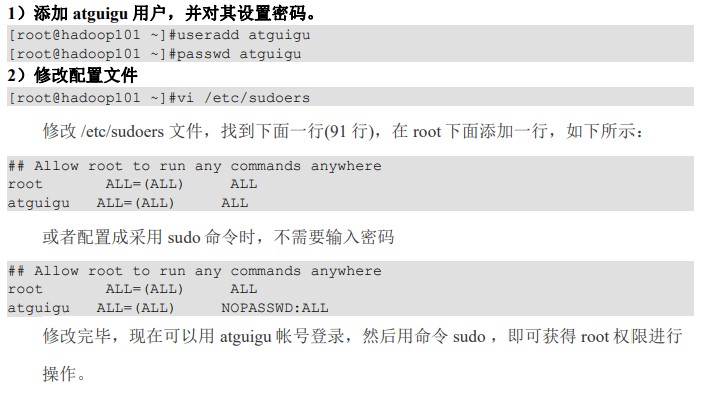 1）添加 atguigu 用户，并对其设置密码。
[root@hadoop101 ~]#useradd atguigu
[root@hadoop101 ~]#passwd atguigu
2）修改配置文件
[root@hadoop101 ~]#vi /etc/sudoers
修改 /etc/sudoers 文件，找到下面一行(91 行)，在 root 下面添加一行，如下所示：
## Allow root to run any commands anywhere
root ALL=(ALL) ALL
atguigu ALL=(ALL) ALL
或者配置成采用 sudo 命令时，不需要输入密码
## Allow root to run any commands anywhere
root ALL=(ALL) ALL
atguigu ALL=(ALL) NOPASSWD:ALL
修改完毕，现在可以用 atguigu 帐号登录，然后用命令 sudo ，即可获得 root 权限进行
操作。